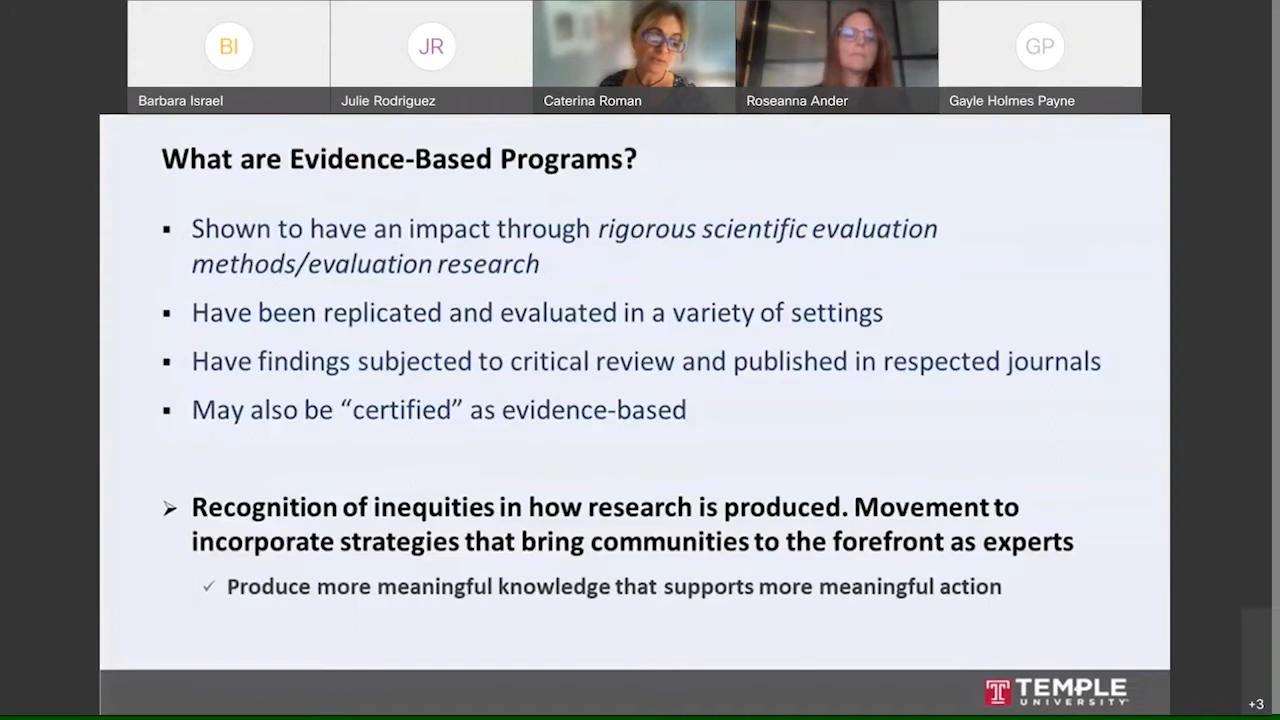 BI
JR
GP
Barbara Israel
Julie Rodriguez
Caterina Roman
Roseanna Ander
Gayle Holmes Payne
What are Evidence-Based Programs?
▪ Shown to have an impact through rigorous scientific evaluation
methods/evaluation research
▪ Have been replicated and evaluated in a variety of settings
▪ Have findings subjected to critical review and published in respected journals
▪ May also be “certified” as evidence-based
➢ Recognition of inequities in how research is produced. Movement to
incorporate strategies that bring communities to the forefront as experts
✓ Produce more meaningful knowledge that supports more meaningful action
T TEMPLE
UNIVERSITY
+3